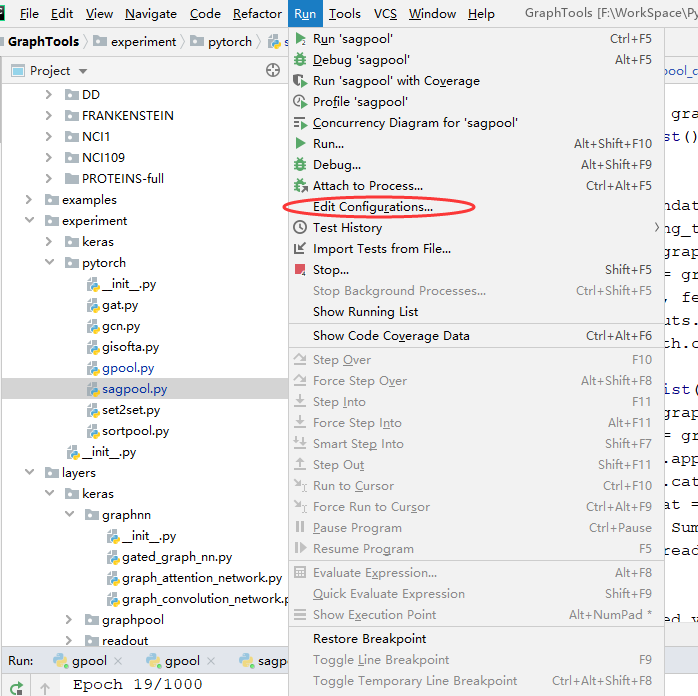 File Edit View Navigate Code Refactor Run Tools VCS Window Help GraphTools [F:\WorkSpace\Py
GraphTools experiment pytorch
Project
DD
FRANKENSTEIN
NCI1
NCI109
PROTEINS-full
examples
experiment
keras
pytorch
__init__.py
gat.py
gcn.py
gisofta.py
gpool.py
sagpool.py
set2set.py
sortpool.py
__init__.py
layers
keras
graphnn
__init__.py
gated_graph_nn.py
graph_attention_network.py
graph_convolution_network.p
graphpool
readout
Run 'sagpool' Ctrl+F5
Debug 'sagpool' Alt+F5
Run 'sagpool' with Coverage
Profile 'sagpool'
Concurrency Diagram for 'sagpool'
Run... Alt+Shift+F10
Debug... Alt+Shift+F9
Attach to Process... Ctrl+Alt+F5
Edit Configurations...
Test History
Import Tests from File...
Stop... Shift+F5
Stop Background Processes... Ctrl+Shift+F5
Show Running List
Show Code Coverage Data Ctrl+Alt+F6
Step Over F10
Force Step Over Alt+Shift+F8
Step Into F11
Force Step Into Alt+F11
Smart Step Into Shift+F7
Step Out Shift+F11
Run to Cursor Ctrl+F10
Force Run to Cursor Ctrl+Alt+F9
Pause Program Ctrl+Pause
Resume Program F5
Evaluate Expression... Alt+F8
Quick Evaluate Expression Shift+F9
Show Execution Point Alt+NumPad *
Restore Breakpoint
Toggle Line Breakpoint F9
Toggle Temporary Line Breakpoint Ctrl+Alt+Shift+F8
ool_c
gra
st()
ndat
ng_t
grap
= gr
, fe
uts.
th.c
ist(
grap
= gr
.app
.cat
at =
Sum
read
ed v
Run: gpool × gpool × sagp
Epoch 19/1000